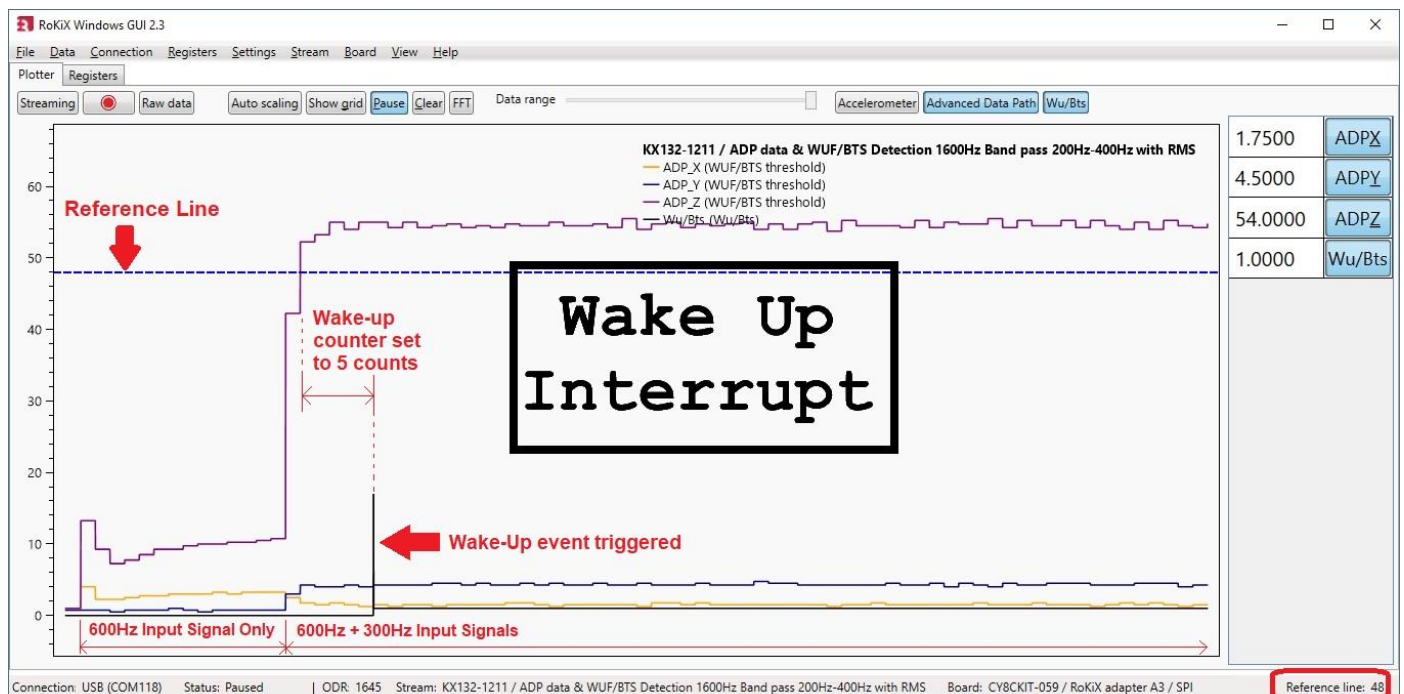 RoKiX Windows GUI 2.3
File Data Connection Registers Settings Stream Board View Help
Plotter Registers
Streaming Raw data Auto scaling Show grid Pause Clear FFT Data range Accelerometer Advanced Data Path Wu/Bts
KX132-1211 / ADP data & WUF/BTS Detection 1600Hz Band pass 200Hz-400Hz with RMS
ADP_X (WUF/BTS threshold)
ADP_Y (WUF/BTS threshold)
ADP_Z (WUF/BTS threshold)
Wu/Bts (Wu/Bts)
1.7500 ADPX
4.5000 ADPY
54.0000 ADPZ
1.0000 Wu/Bts
60
50
40
30
20
10
0
Reference Line
Wake-up
counter set
to 5 counts
Wake Up
Interrupt
Wake-Up event triggered
600Hz Input Signal Only
600Hz + 300Hz Input Signals
Connection: USB (COM118) Status: Paused | ODR: 1645 Stream: KX132-1211 / ADP data & WUF/BTS Detection 1600Hz Band pass 200Hz-400Hz with RMS Board: CY8CKIT-059 / RoKiX adapter A3 / SPI Reference line: 48